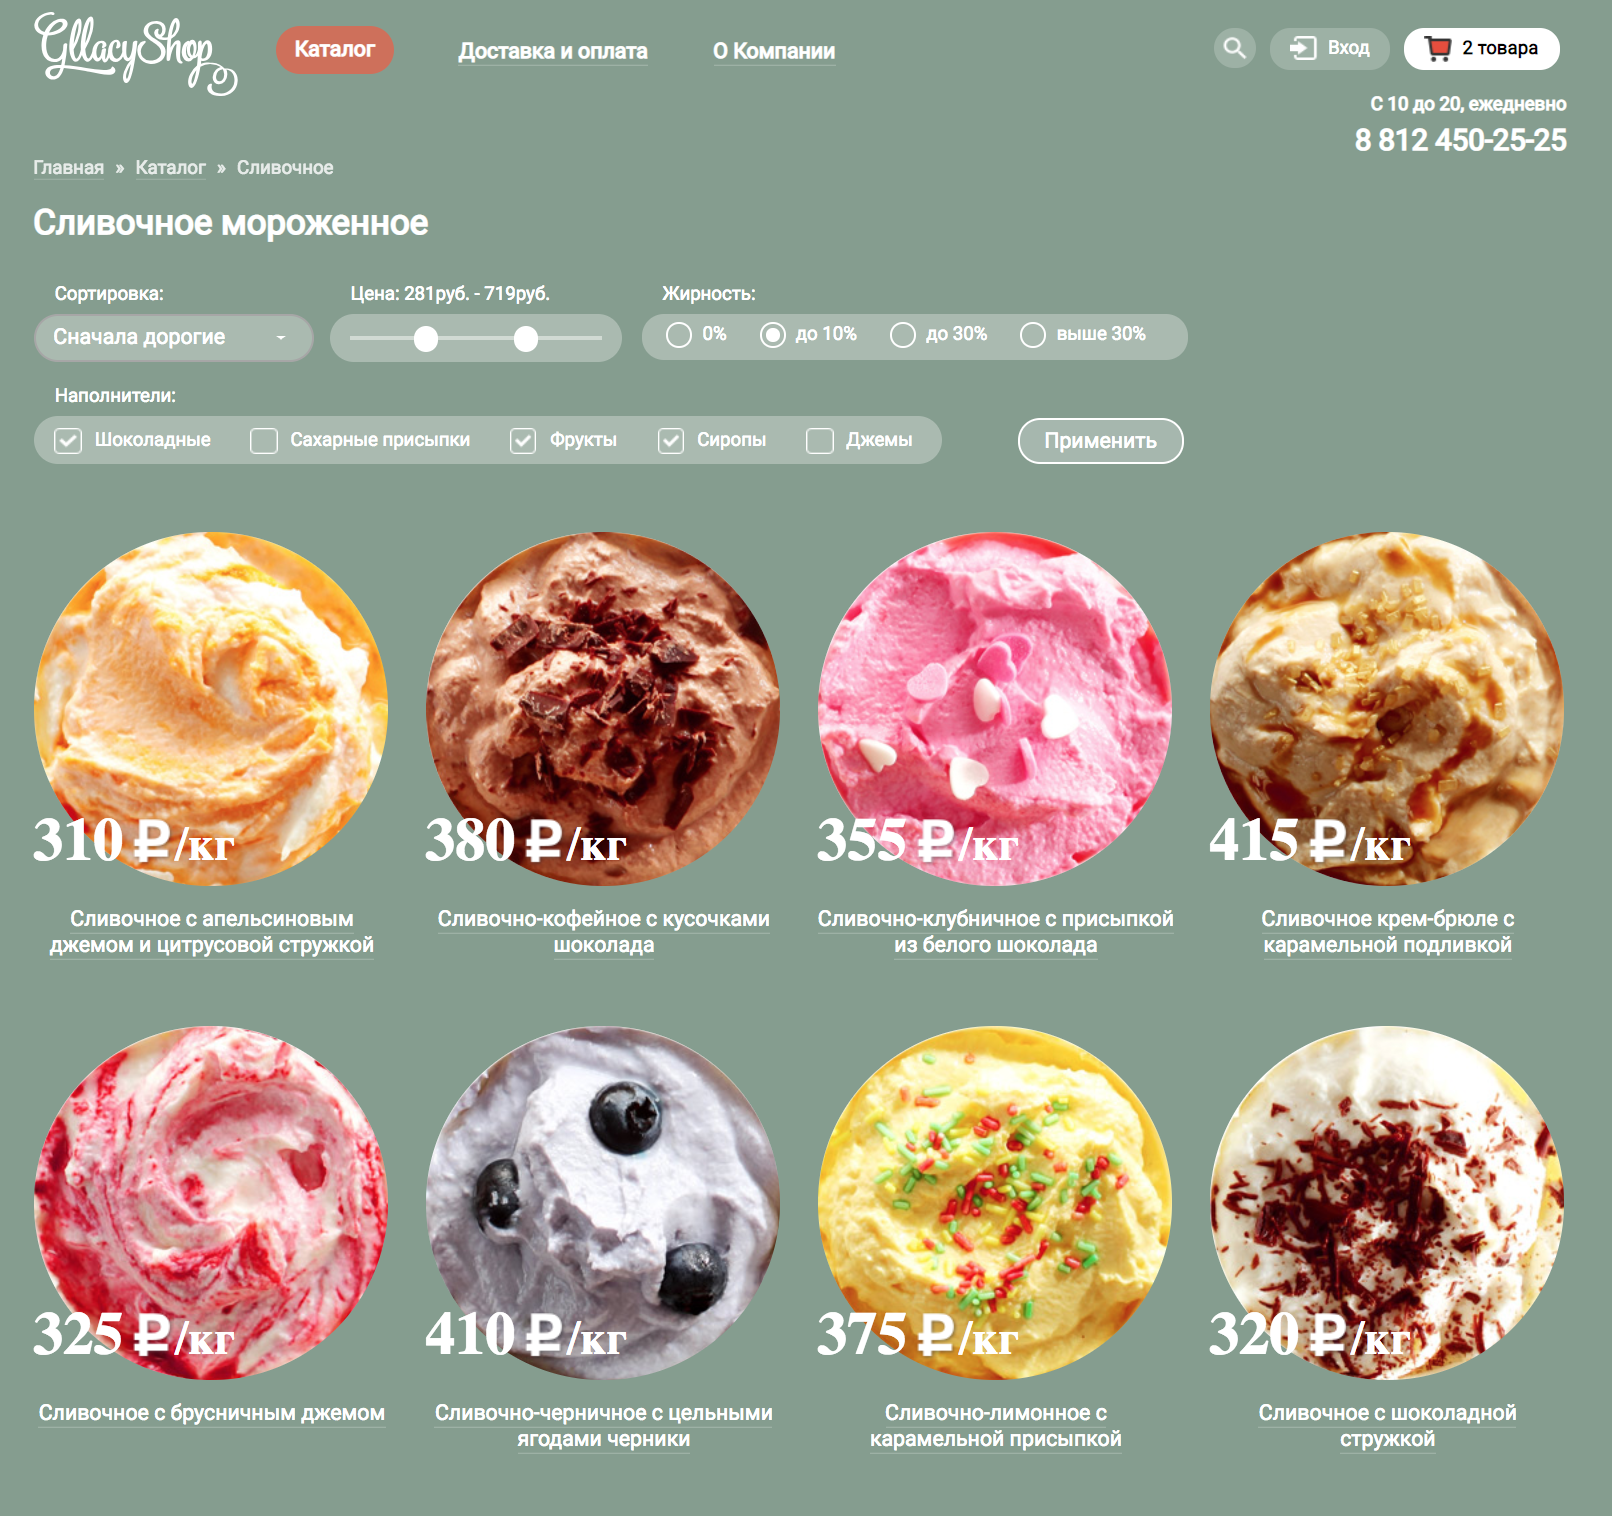 GllacyShop
Каталог Доставка и оплата О Компании Вход 2 товара
С 10 до 20, ежедневно
8 812 450-25-25
Главная » Каталог » Сливочное
Сливочное мороженное
Сортировка: Цена: 281руб. - 719руб. Жирность:
Сначала дорогие 0% до 10% до 30% выше 30%
Наполнители:
Шоколадные Сахарные присыпки Фрукты Сиропы Джемы Применить
310 ₽/кг 380 ₽/кг 355 ₽/кг 415 ₽/кг
Сливочное с апельсиновым Сливочно-кофейное с кусочками Сливочно-клубничное с присыпкой Сливочное крем-брюле с
джемом и цитрусовой стружкой шоколада из белого шоколада карамельной подливкой
325 ₽/кг 410 ₽/кг 375 ₽/кг 320 ₽/кг
Сливочное с брусничным джемом Сливочно-черничное с цельными Сливочно-лимонное с Сливочное с шоколадной
ягодами черники карамельной присыпкой стружкой